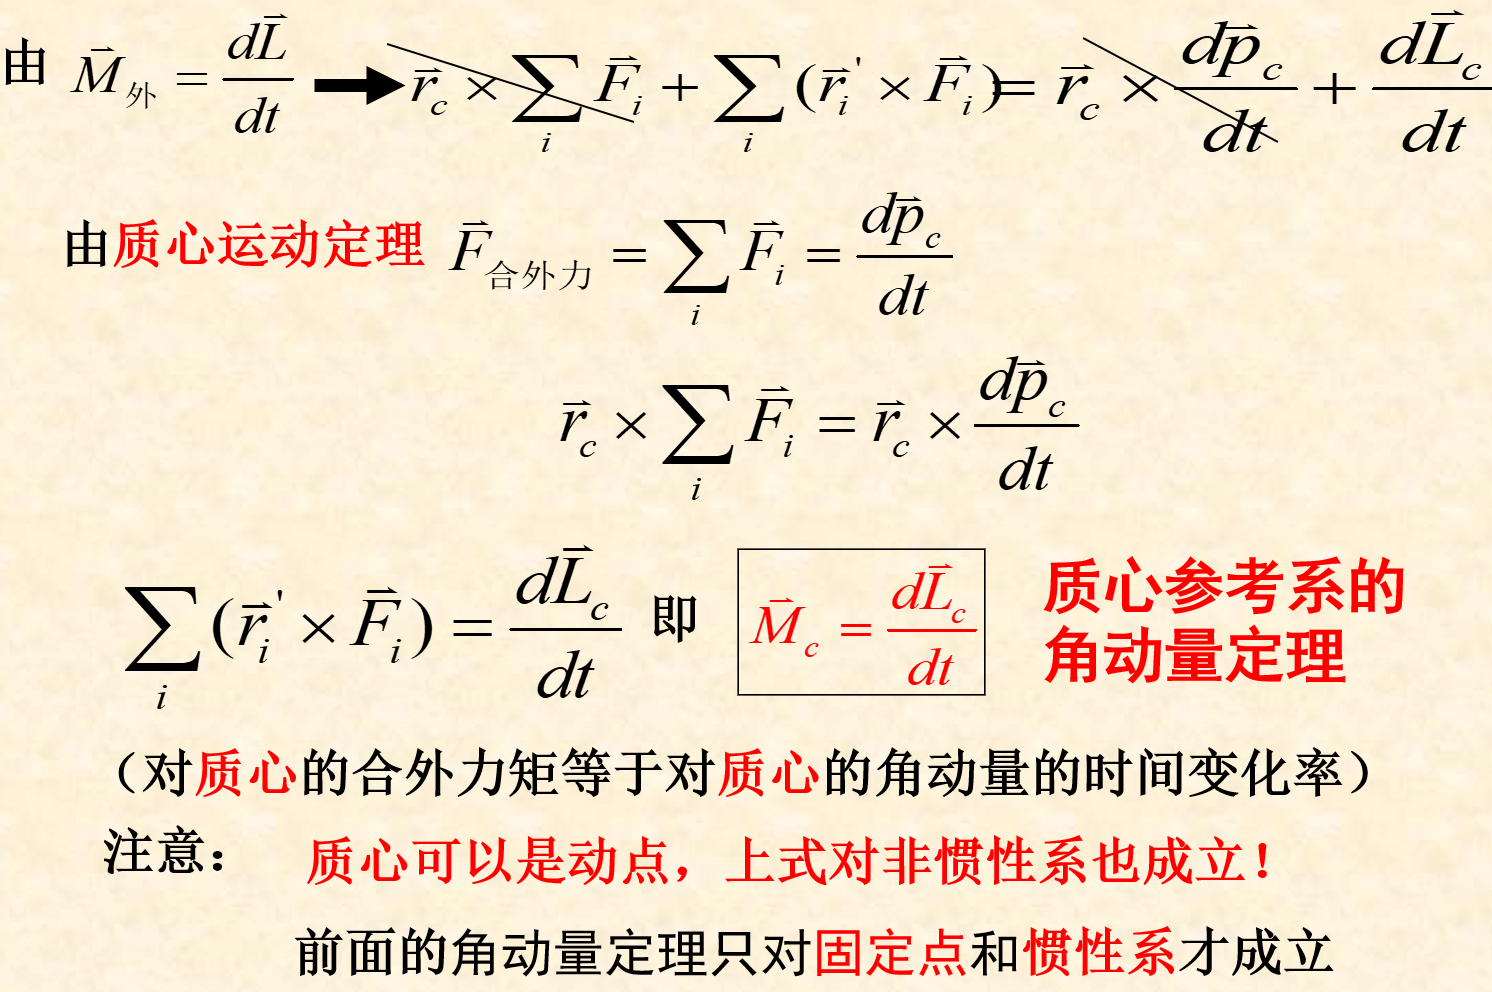 由 $\vec{M}_{外} = \frac{d\vec{L}}{dt}$ ➡ $\vec{r}_c \times \sum_i \vec{F}_i + \sum_i (\vec{r}_i' \times \vec{F}_i) = \vec{r}_c \times \frac{d\vec{p}_c}{dt} + \frac{d\vec{L}_c}{dt}$
由质心运动定理 $\vec{F}_{合外力} = \sum_i \vec{F}_i = \frac{d\vec{p}_c}{dt}$
$\vec{r}_c \times \sum_i \vec{F}_i = \vec{r}_c \times \frac{d\vec{p}_c}{dt}$
$\sum_i (\vec{r}_i' \times \vec{F}_i) = \frac{d\vec{L}_c}{dt}$ 即 $\vec{M}_c = \frac{d\vec{L}_c}{dt}$ 质心参考系的
角动量定理
（对质心的合外力矩等于对质心的角动量的时间变化率）
注意： 质心可以是动点，上式对非惯性系也成立！
前面的角动量定理只对固定点和惯性系才成立